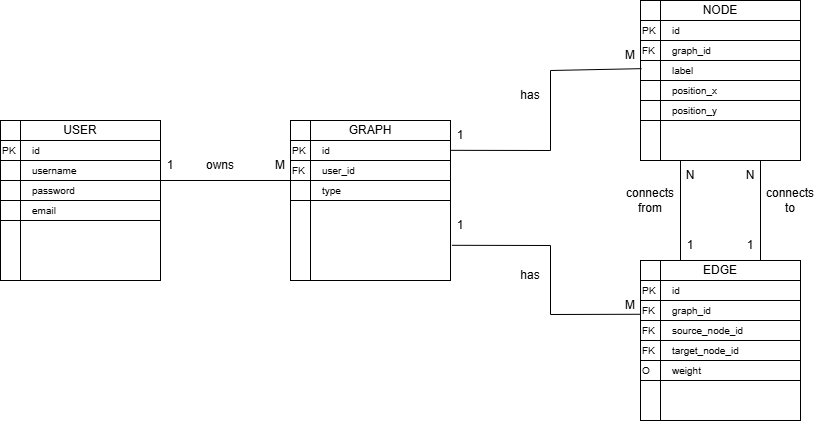 USER
PK id
username
password
email
1 owns M
GRAPH
PK id
FK user_id
type
1
has
M
NODE
PK id
FK graph_id
label
position_x
position_y
1
has
M
N
connects
from
1
N
connects
to
1
EDGE
PK id
FK graph_id
FK source_node_id
FK target_node_id
O weight